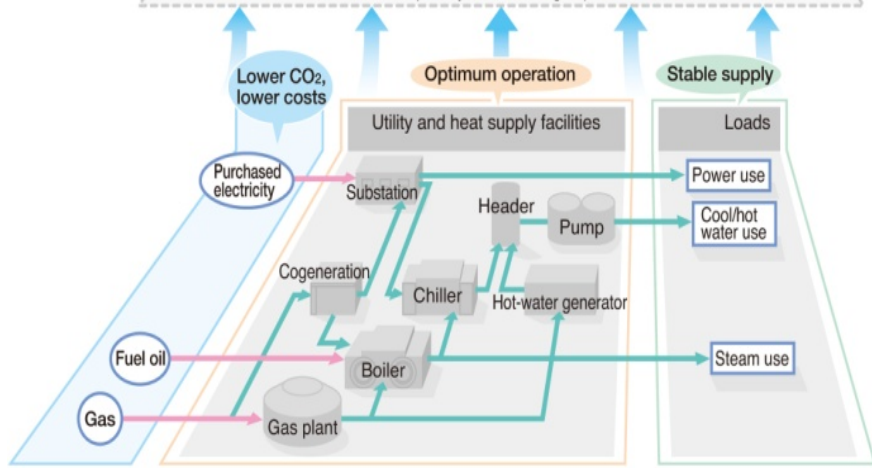 Lower CO₂,
lower costs
Optimum operation
Stable supply
Utility and heat supply facilities
Loads
Purchased
electricity
Substation
Power use
Header
Pump
Cool/hot
water use
Cogeneration
Chiller
Hot-water generator
Fuel oil
Boiler
Steam use
Gas
Gas plant